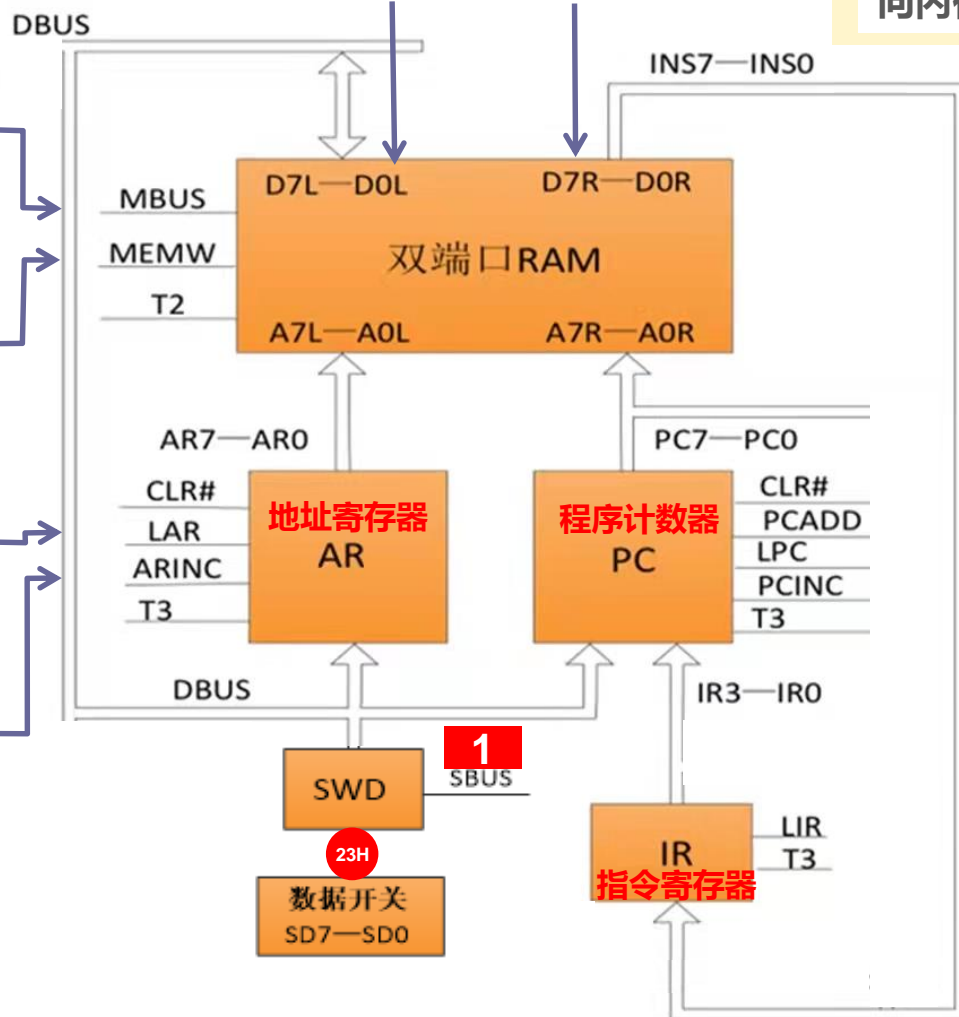 DBUS
INS7—INS0
D7L—D0L
D7R—D0R
MBUS
双端口RAM
MEMW
T2
A7L—A0L
A7R—A0R
AR7—AR0
PC7—PC0
CLR#
地址寄存器
AR
LAR
ARINC
T3
程序计数器
PC
CLR#
PCADD
LPC
PCINC
T3
DBUS
IR3—IR0
1
SBUS
SWD
23H
数据开关
SD7—SD0
IR
指令寄存器
LIR
T3